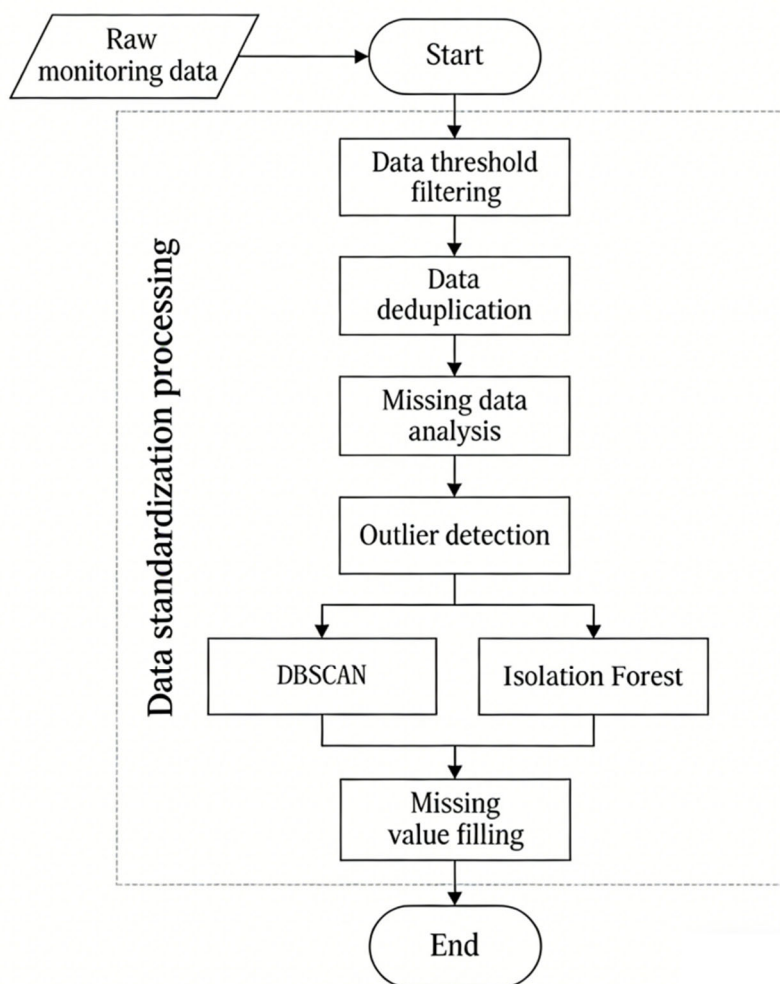 Raw
monitoring data
Start
Data threshold
filtering
Data
deduplication
Missing data
analysis
Outlier detection
DBSCAN
Isolation Forest
Missing
value filling
End
Data standardization processing